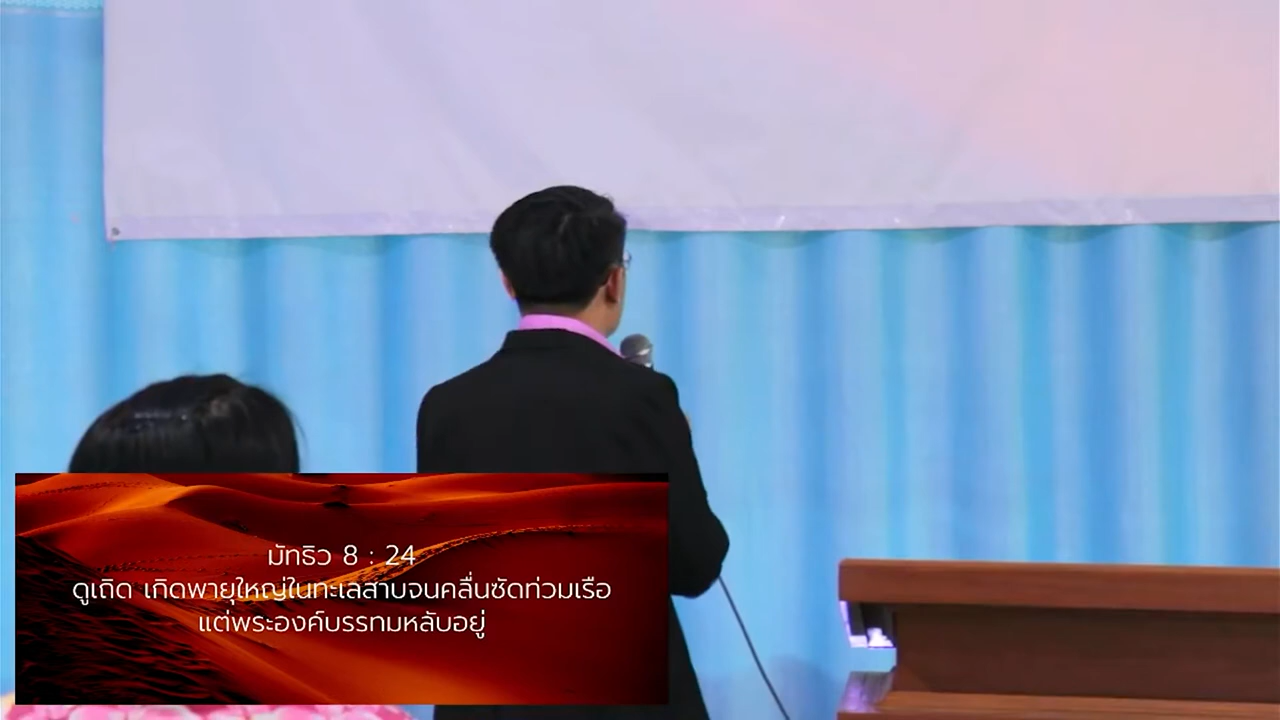 มัทธิว 8 : 24
ดูเถิด เกิดพายุใหญ่ในทะเลสาบจนคลื่นซัดท่วมเรือ
แต่พระองค์บรรทมหลับอยู่